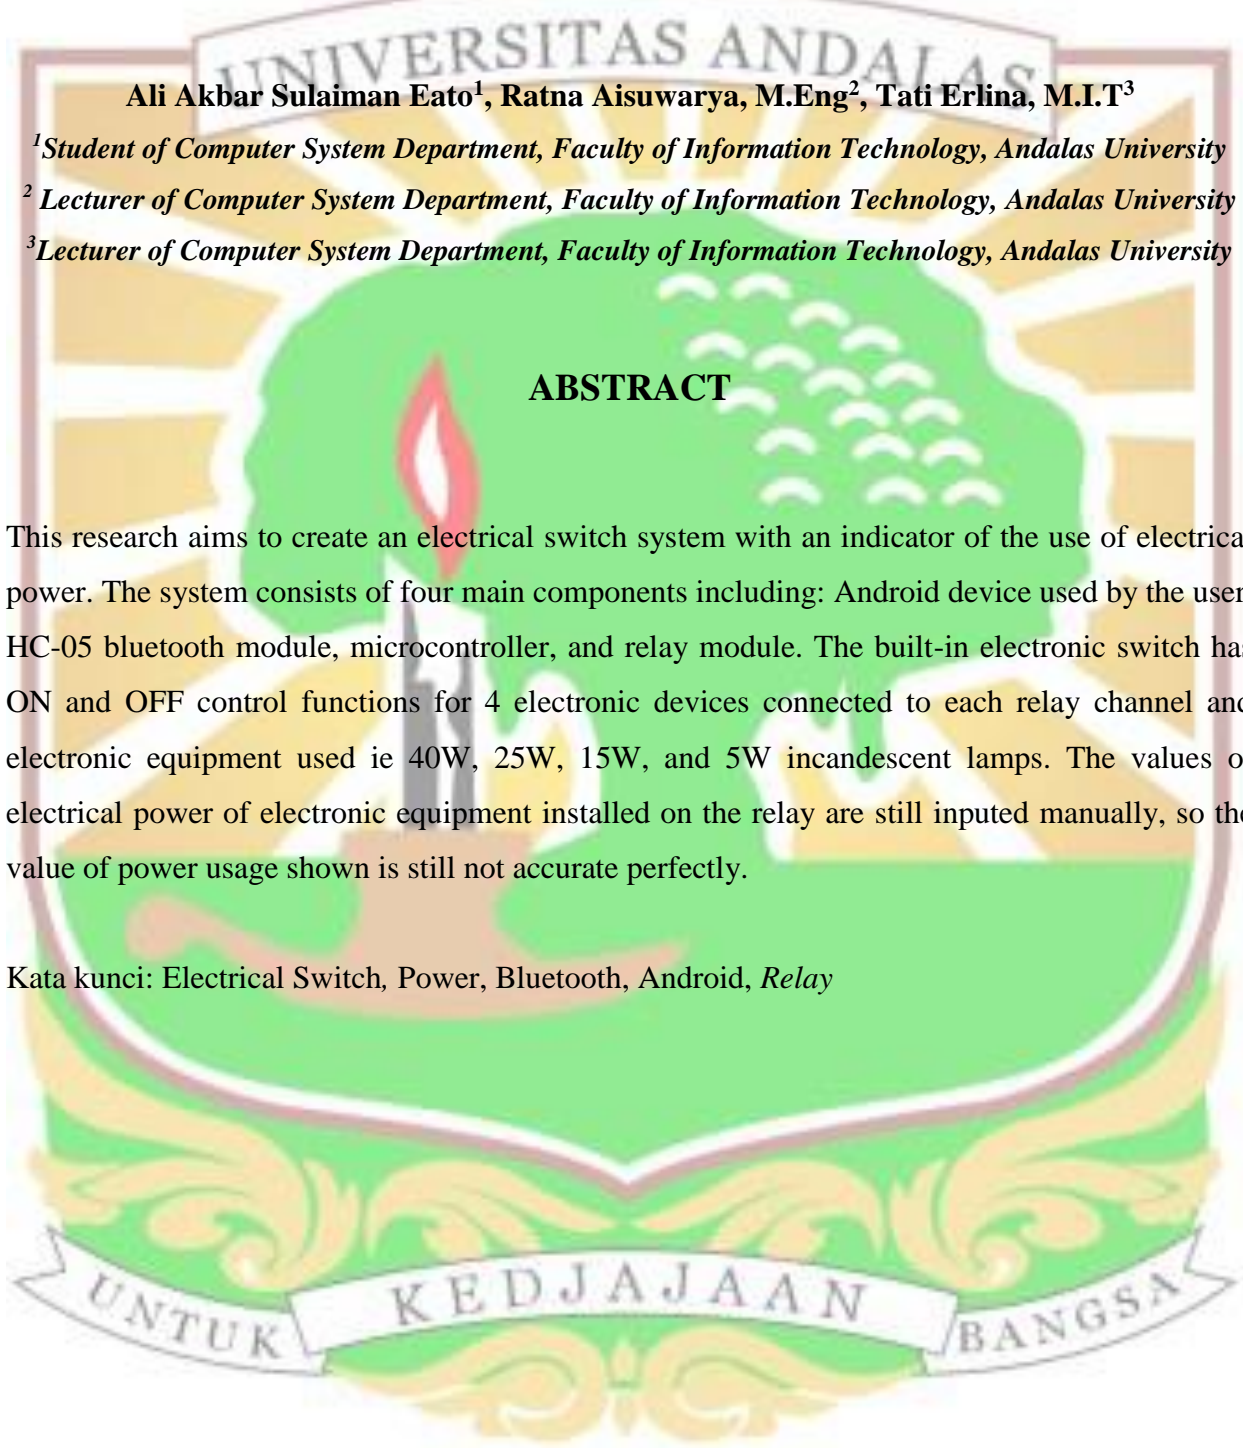 UNIVERSITAS ANDALAS
Ali Akbar Sulaiman Eato¹, Ratna Aisuwarya, M.Eng², Tati Erlina, M.I.T³
¹Student of Computer System Department, Faculty of Information Technology, Andalas University
² Lecturer of Computer System Department, Faculty of Information Technology, Andalas University
³Lecturer of Computer System Department, Faculty of Information Technology, Andalas University
ABSTRACT
This research aims to create an electrical switch system with an indicator of the use of electrica
power. The system consists of four main components including: Android device used by the user
HC-05 bluetooth module, microcontroller, and relay module. The built-in electronic switch has
ON and OFF control functions for 4 electronic devices connected to each relay channel and
electronic equipment used ie 40W, 25W, 15W, and 5W incandescent lamps. The values o
electrical power of electronic equipment installed on the relay are still inputed manually, so the
value of power usage shown is still not accurate perfectly.
Kata kunci: Electrical Switch, Power, Bluetooth, Android, Relay
UNTUK KEDJAJAAN BANGSA